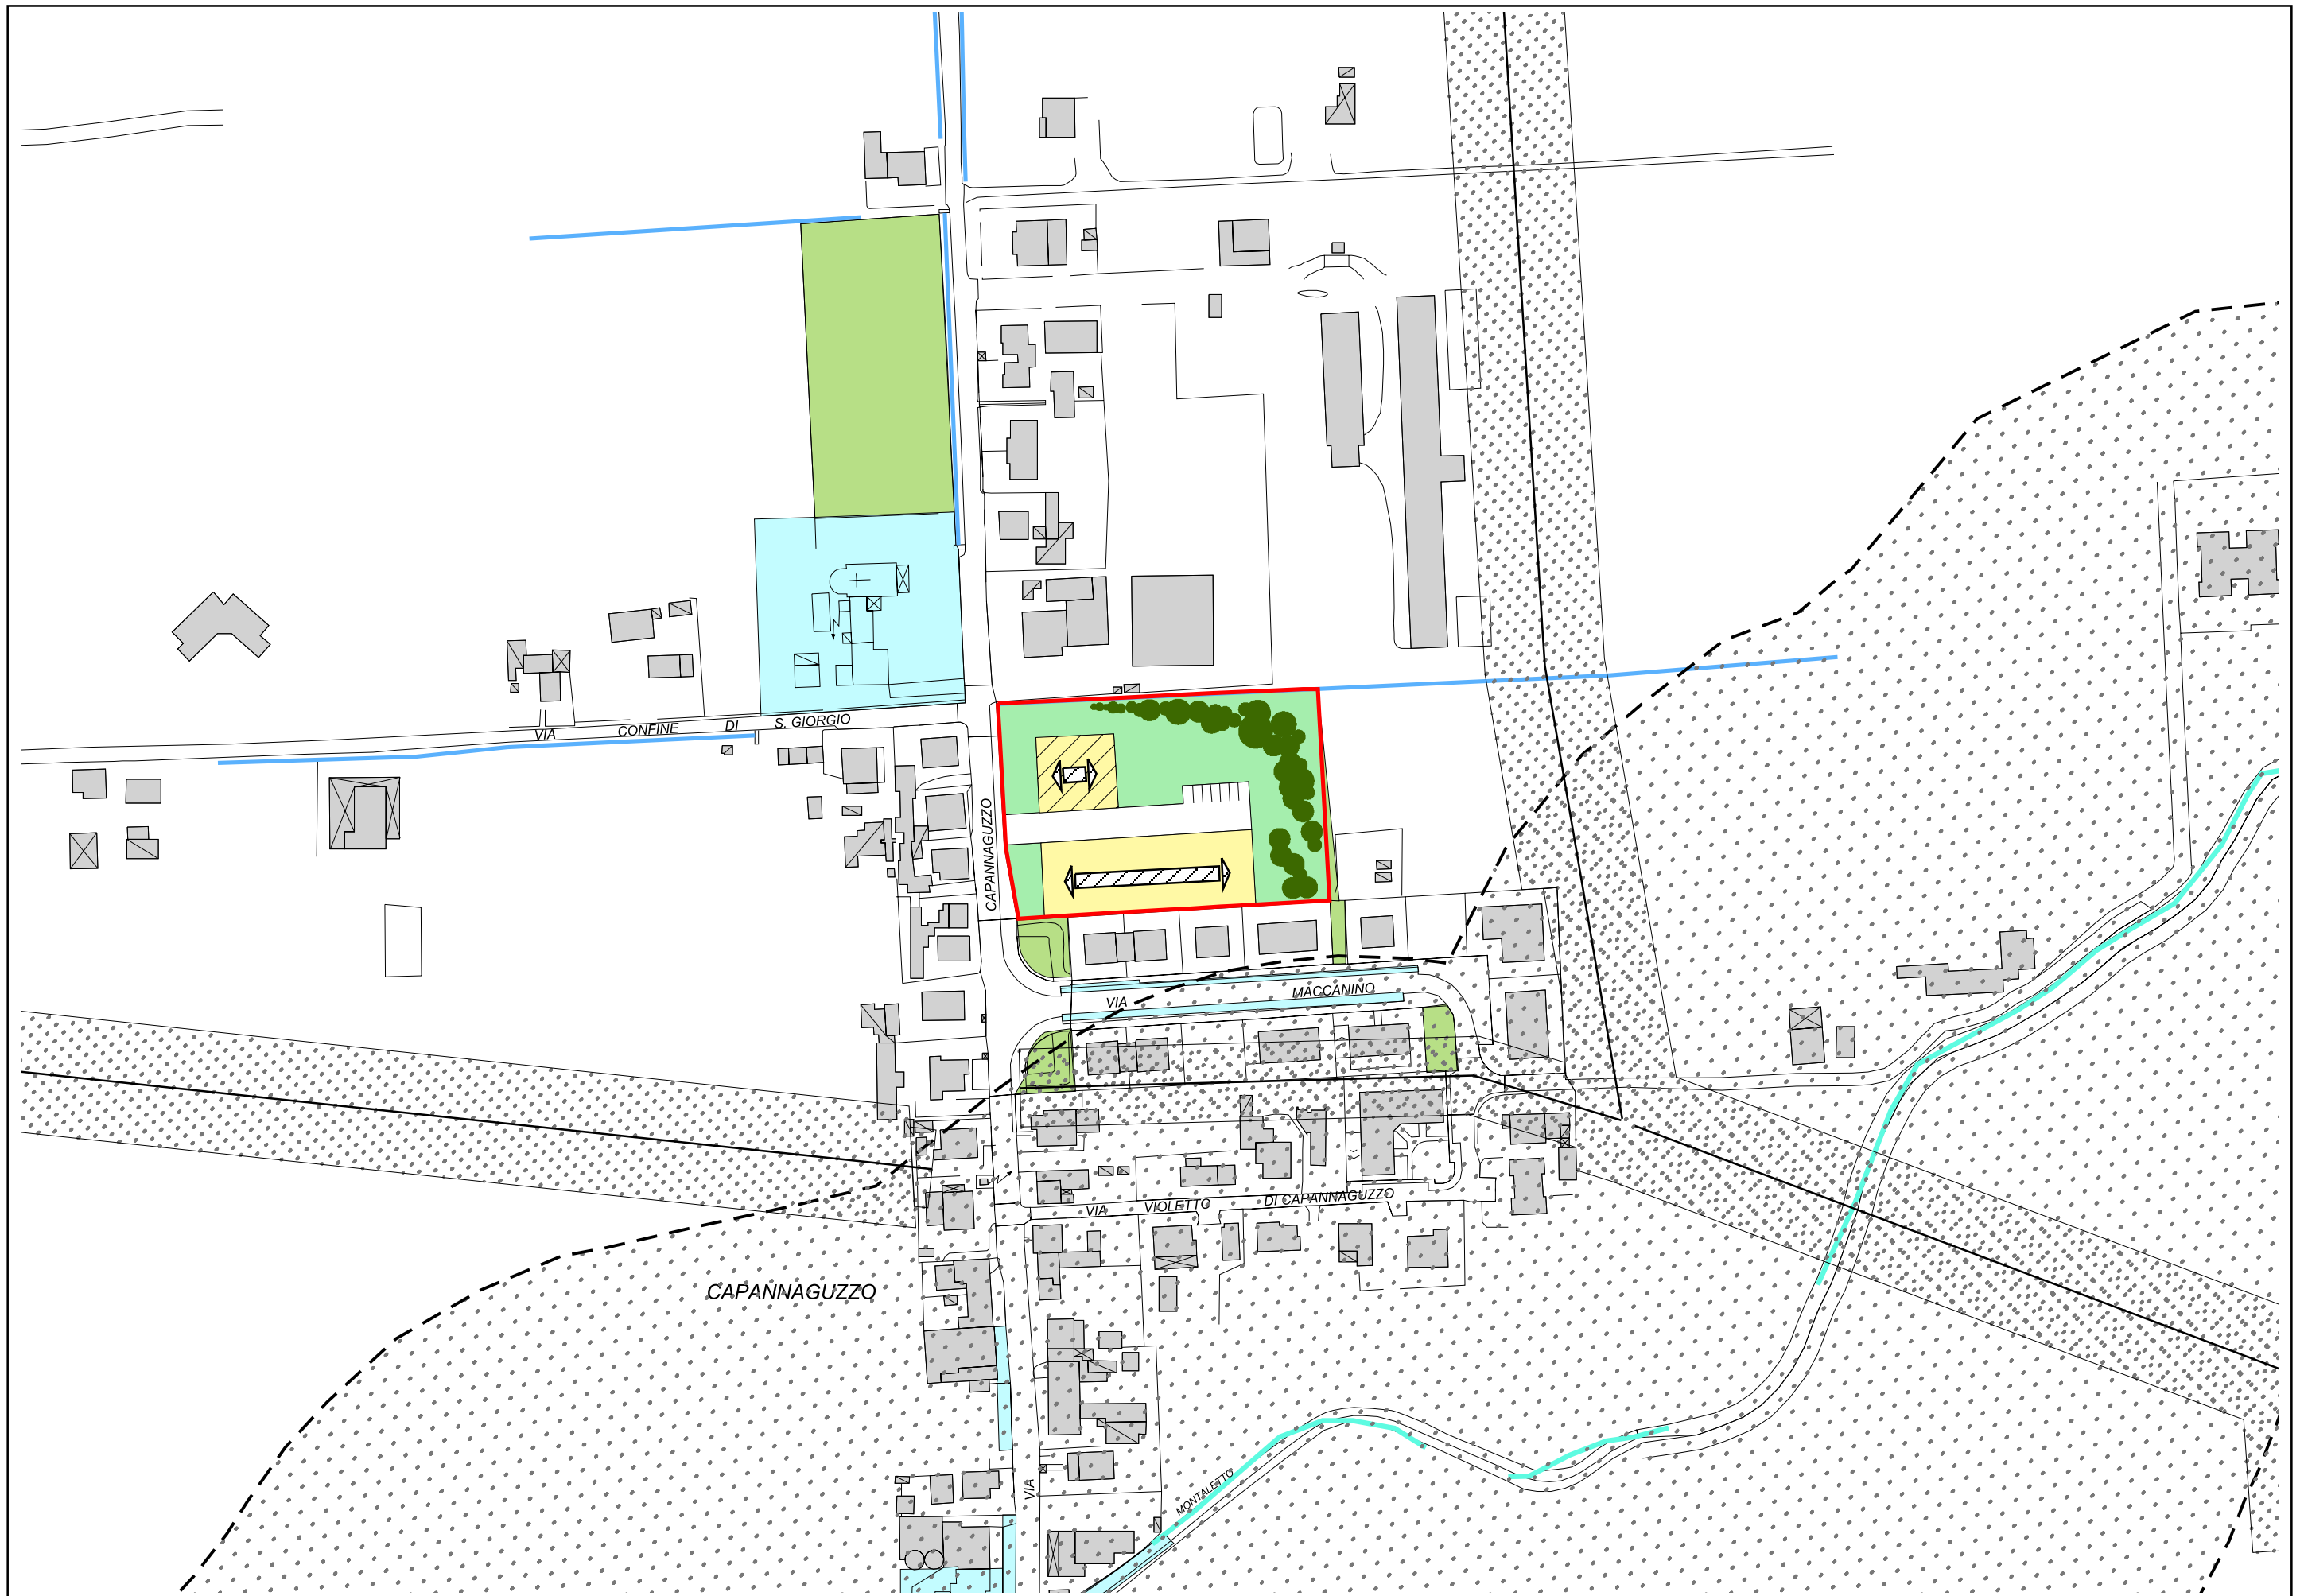 VIA CONFINE DI S. GIORGIO
CAPANNAGUZZO
VIA MACCANINO
VIA VIOLETTO DI CAPANNAGUZZO
CAPANNAGUZZO
VIA
MONTALETTO